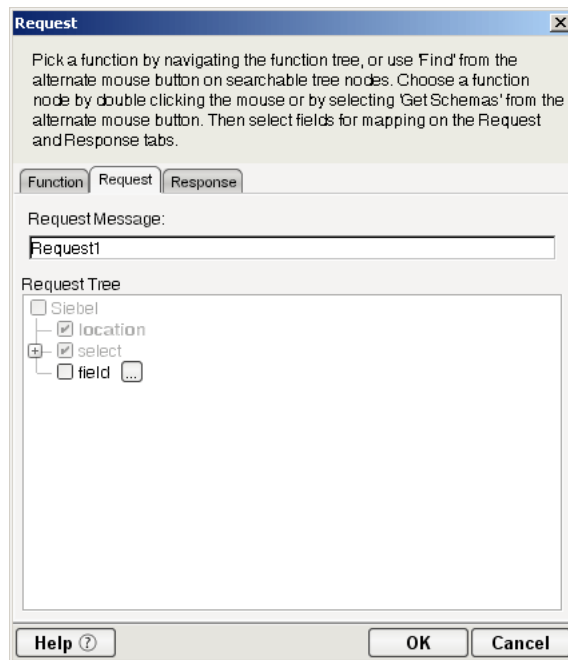 Request
Pick a function by navigating the function tree, or use 'Find' from the
alternate mouse button on searchable tree nodes. Choose a function
node by double clicking the mouse or by selecting 'Get Schemas' from the
alternate mouse button. Then select fields for mapping on the Request
and Response tabs.
Function Request Response
Request Message:
Request1
Request Tree
Siebel
location
select
field ...
Help ? OK Cancel